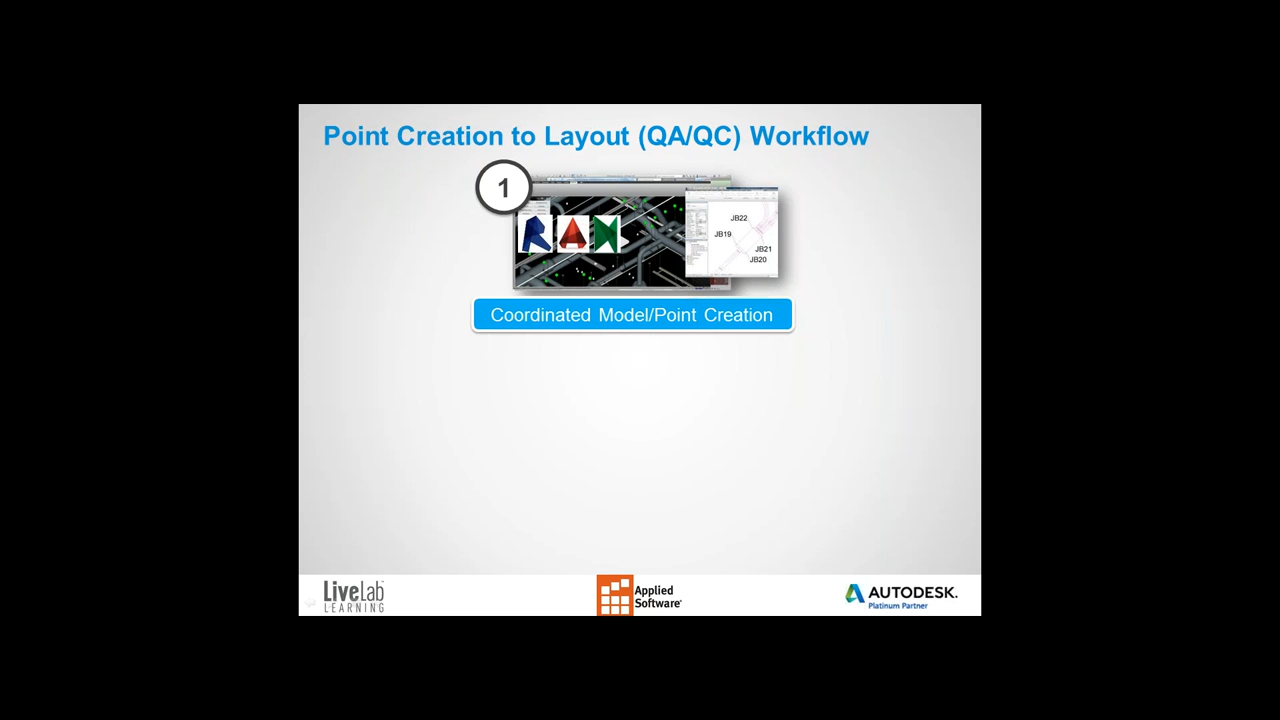 Point Creation to Layout (QA/QC) Workflow
1
JB22
JB19
JB21
JB20
Coordinated Model/Point Creation
LiveLab
LEARNING
Applied
Software
AUTODESK.
Platinum Partner